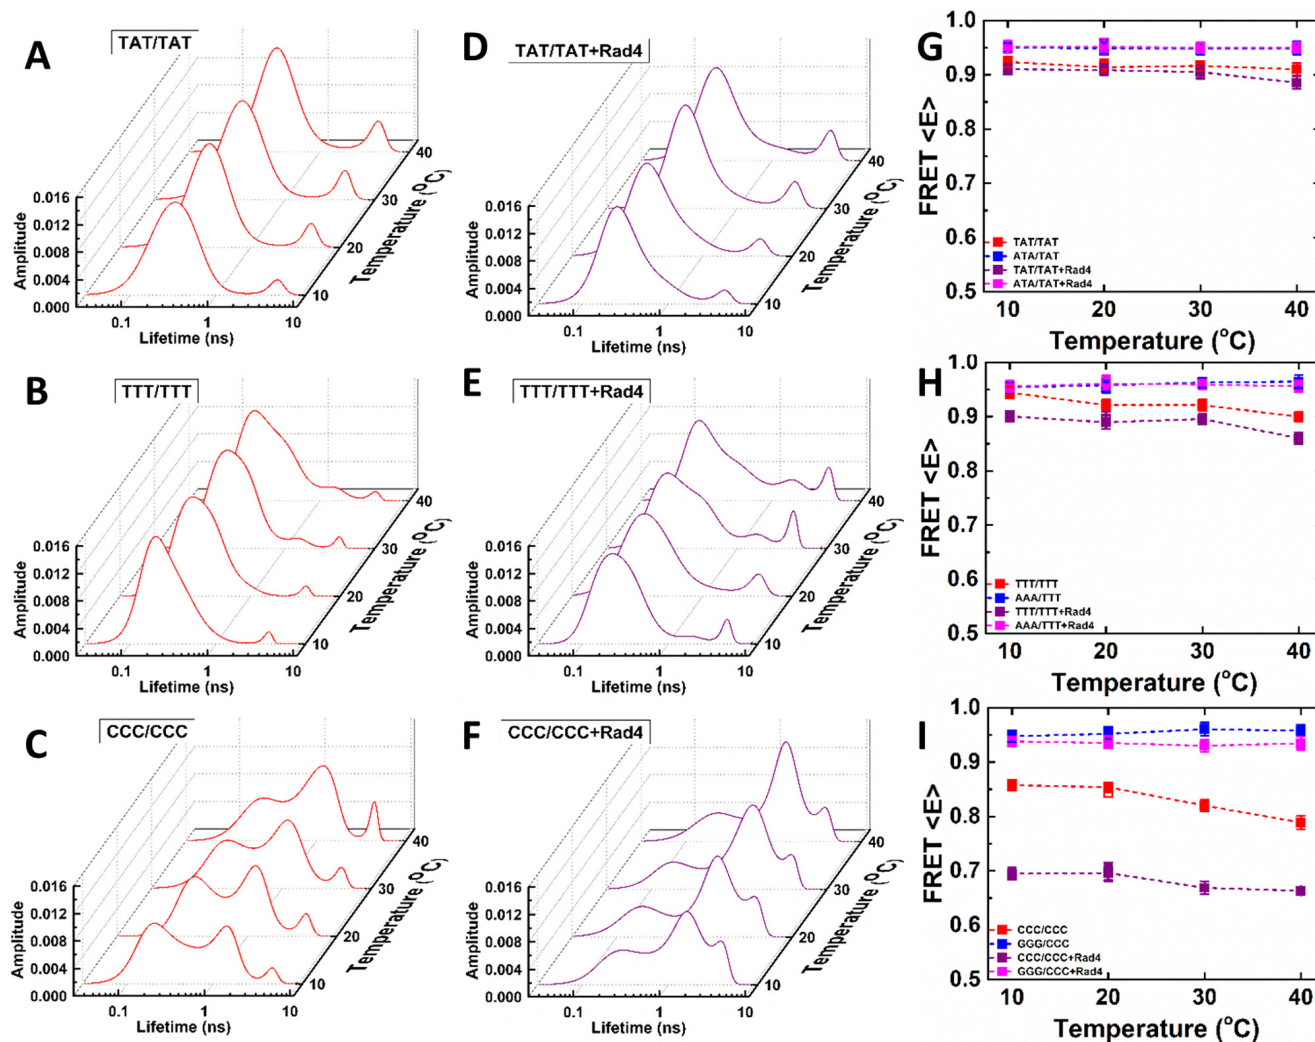 A
TAT/TAT
0.016
0.012
0.008
0.004
0.000
Amplitude
0.1
1
10
Lifetime (ns)
10
20
30
40
Temperature (°C)
D
TAT/TAT+Rad4
0.016
0.012
0.008
0.004
0.000
Amplitude
0.1
1
10
Lifetime (ns)
10
20
30
40
Temperature (°C)
G
1.0
0.9
0.8
0.7
0.6
0.5
FRET <E>
TAT/TAT
ATA/TAT
TAT/TAT+Rad4
ATA/TAT+Rad4
10 20 30 40
Temperature (°C)
B
TTT/TTT
0.016
0.012
0.008
0.004
0.000
Amplitude
0.1
1
10
Lifetime (ns)
10
20
30
40
Temperature (°C)
E
TTT/TTT+Rad4
0.016
0.012
0.008
0.004
0.000
Amplitude
0.1
1
10
Lifetime (ns)
10
20
30
40
Temperature (°C)
H
1.0
0.9
0.8
0.7
0.6
0.5
FRET <E>
TTT/TTT
AAA/TTT
TTT/TTT+Rad4
AAA/TTT+Rad4
10 20 30 40
Temperature (°C)
C
CCC/CCC
0.016
0.012
0.008
0.004
0.000
Amplitude
0.1
1
10
Lifetime (ns)
10
20
30
40
Temperature (°C)
F
CCC/CCC+Rad4
0.016
0.012
0.008
0.004
0.000
Amplitude
0.1
1
10
Lifetime (ns)
10
20
30
40
Temperature (°C)
I
1.0
0.9
0.8
0.7
0.6
0.5
FRET <E>
CCC/CCC
GGG/CCC
CCC/CCC+Rad4
GGG/CCC+Rad4
10 20 30 40
Temperature (°C)